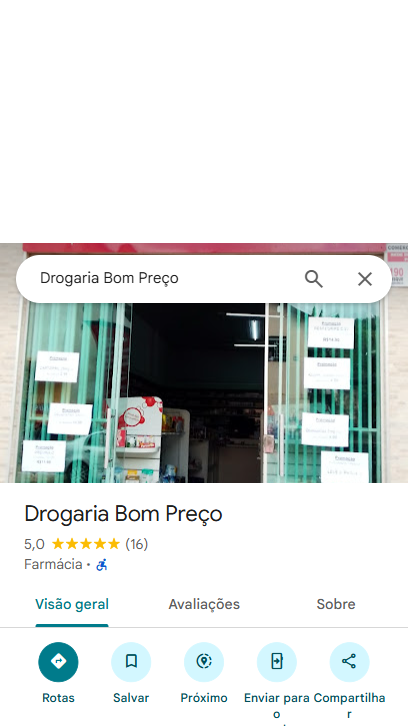 Drogaria Bom Preço
Drogaria Bom Preço
5,0 (16)
Farmácia ·
Visão geral Avaliações Sobre
Rotas Salvar Próximo Enviar para Compartilha
o r